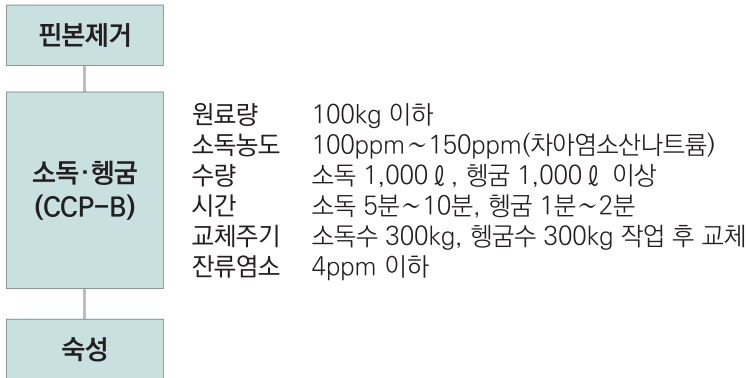 핀본제거
소독·헹굼
(CCP-B)
원료량 100kg 이하
소독농도 100ppm~150ppm(차아염소산나트륨)
수량 소독 1,000ℓ, 헹굼 1,000ℓ 이상
시간 소독 5분~10분, 헹굼 1분~2분
교체주기 소독수 300kg, 헹굼수 300kg 작업 후 교체
잔류염소 4ppm 이하
숙성